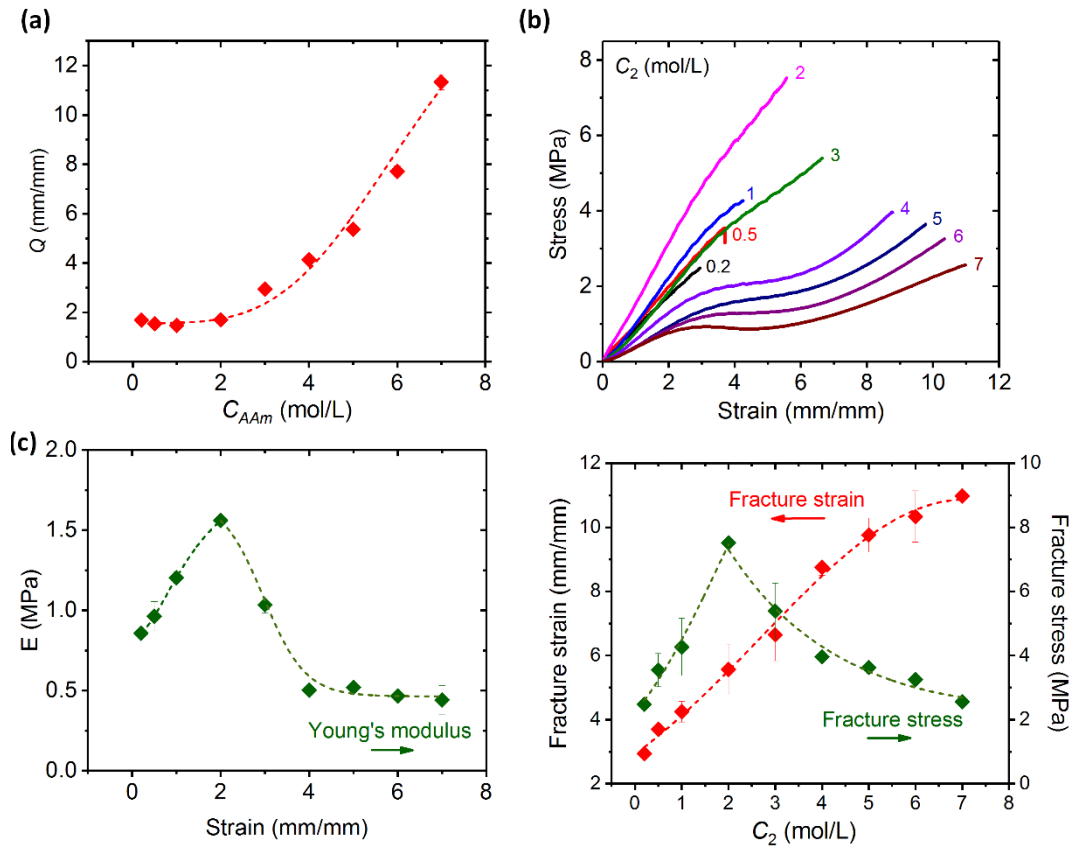 (a)
Q (mm/mm)
12
10
8
6
4
2
0
0 2 4 6 8
C_AAm (mol/L)
(b)
C₂ (mol/L)
Stress (MPa)
8
6
4
2
0
2
3
1
0.5
0.2
4
5
6
7
0 2 4 6 8 10 12
Strain (mm/mm)
(c)
E (MPa)
2.0
1.5
1.0
0.5
0.0
Young's modulus
0 2 4 6 8
Strain (mm/mm)
Fracture strain (mm/mm)
12
10
8
6
4
2
Fracture strain
Fracture stress
10
8
6
4
2
0
Fracture stress
(MPa)
0 1 2 3 4 5 6 7 8
C₂ (mol/L)